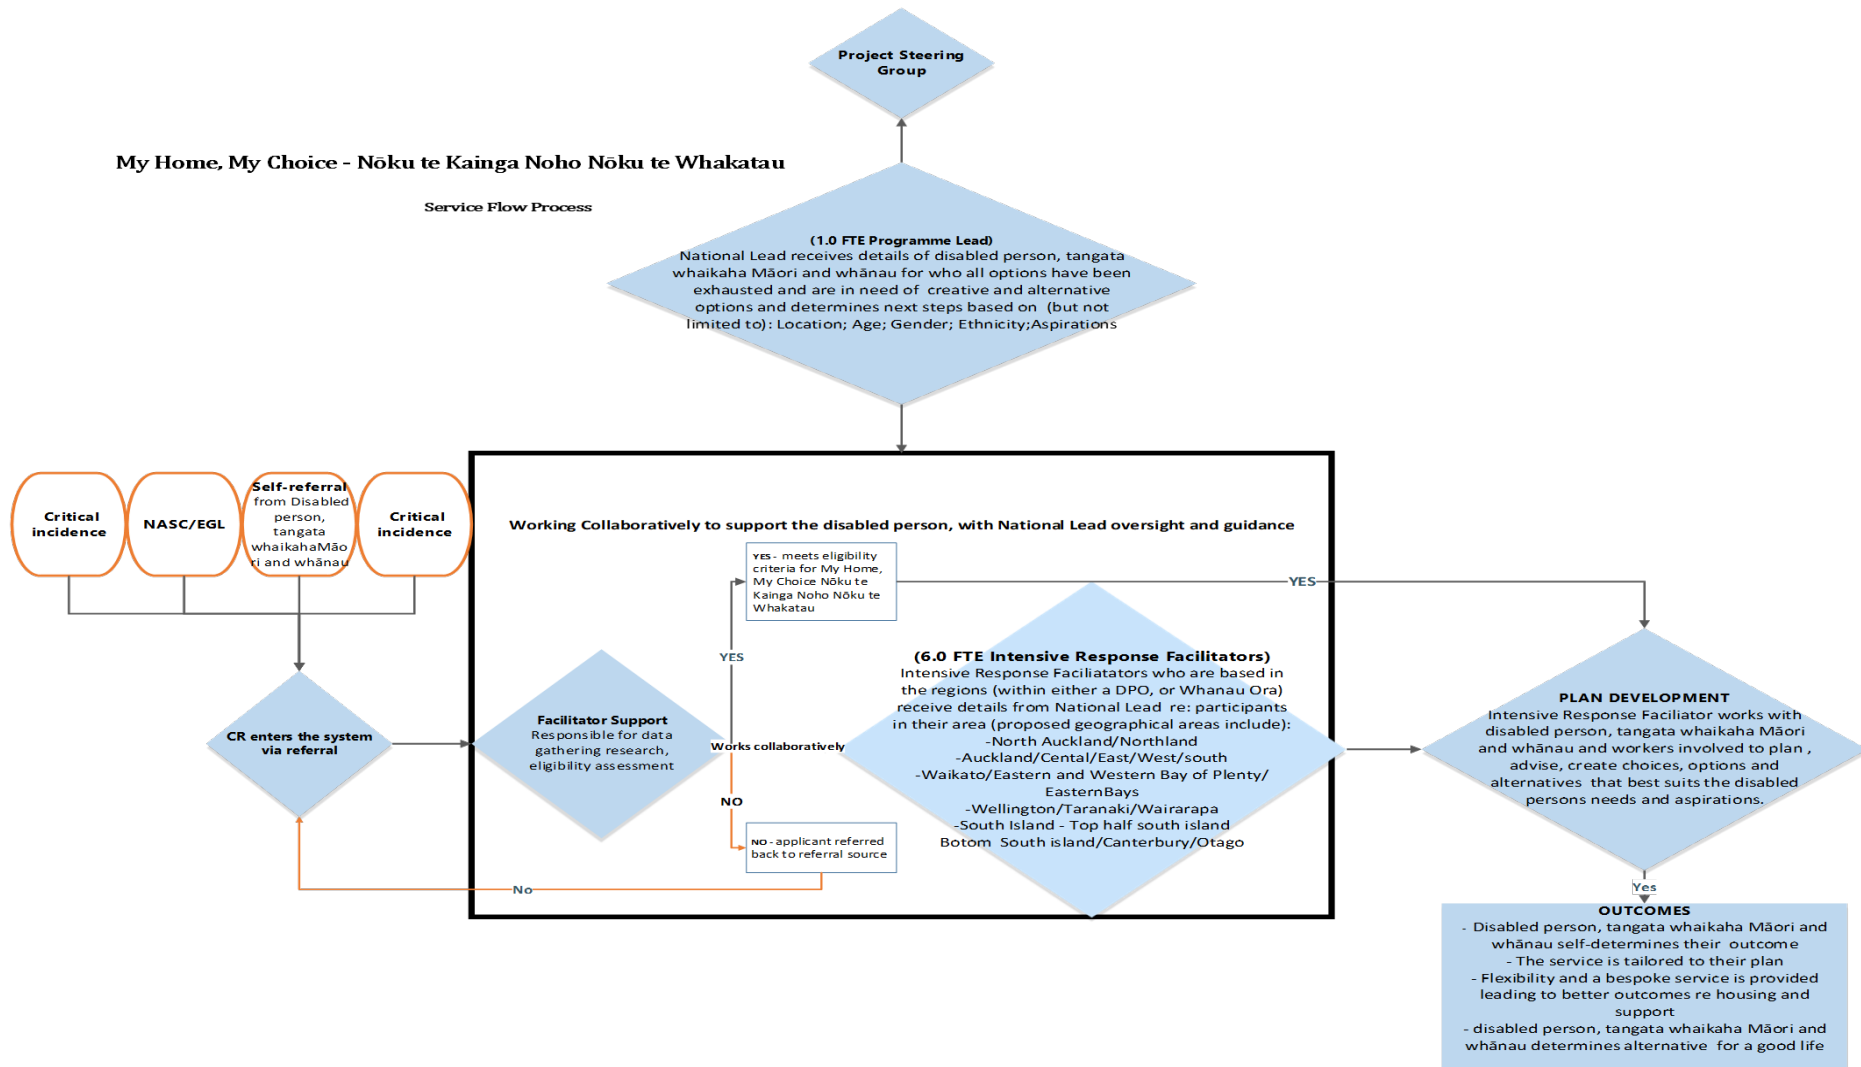 Project Steering
Group
My Home, My Choice - Nōku te Kainga Noho Nōku te Whakatau
Service Flow Process
(1.0 FTE Programme Lead)
National Lead receives details of disabled person, tangata
whaikaha Māori and whānau for who all options have been
exhausted and are in need of creative and alternative
options and determines next steps based on (but not
limited to): Location; Age; Gender; Ethnicity;Aspirations
Critical
incidence
NASC/EGL
Self-referral
from Disabled
person,
tangata
whaikahaMāo
ri and whānau
Critical
incidence
Working Collaboratively to support the disabled person, with National Lead oversight and guidance
YES - meets eligibility
criteria for My Home,
My Choice Nōku te
Kainga Noho Nōku te
Whakatau
YES
YES
CR enters the system
via referral
Facilitator Support
Responsible for data
gathering research,
eligibility assessment
Works collaboratively
NO
NO - applicant referred
back to referral source
No
(6.0 FTE Intensive Response Facilitators)
Intensive Response Faciliatators who are based in
the regions (within either a DPO, or Whanau Ora)
receive details from National Lead re: participants
in their area (proposed geographical areas include):
-North Auckland/Northland
-Auckland/Cental/East/West/south
-Waikato/Eastern and Western Bay of Plenty/
EasternBays
-Wellington/Taranaki/Wairarapa
-South Island - Top half south island
Botom South island/Canterbury/Otago
PLAN DEVELOPMENT
Intensive Response Faciliator works with
disabled person, tangata whaikaha Māori
and whānau and workers involved to plan ,
advise, create choices, options and
alternatives that best suits the disabled
persons needs and aspirations.
Yes
OUTCOMES
- Disabled person, tangata whaikaha Māori and
whānau self-determines their outcome
- The service is tailored to their plan
- Flexibility and a bespoke service is provided
leading to better outcomes re housing and
support
- disabled person, tangata whaikaha Māori and
whānau determines alternative for a good life